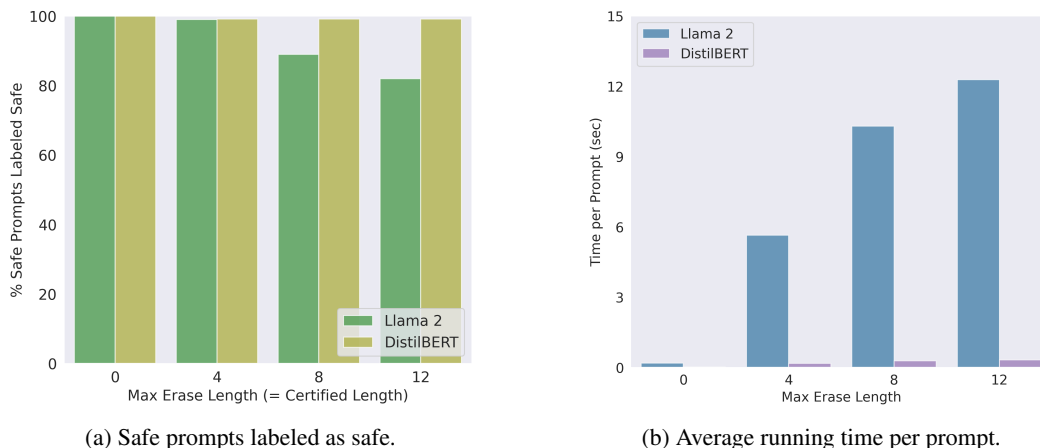 100
80
60
40
20
0
% Safe Prompts Labeled Safe
Llama 2
DistilBERT
0 4 8 12
Max Erase Length (= Certified Length)
(a) Safe prompts labeled as safe.
15
12
9
6
3
0
Time per Prompt (sec)
Llama 2
DistilBERT
0 4 8 12
Max Erase Length
(b) Average running time per prompt.